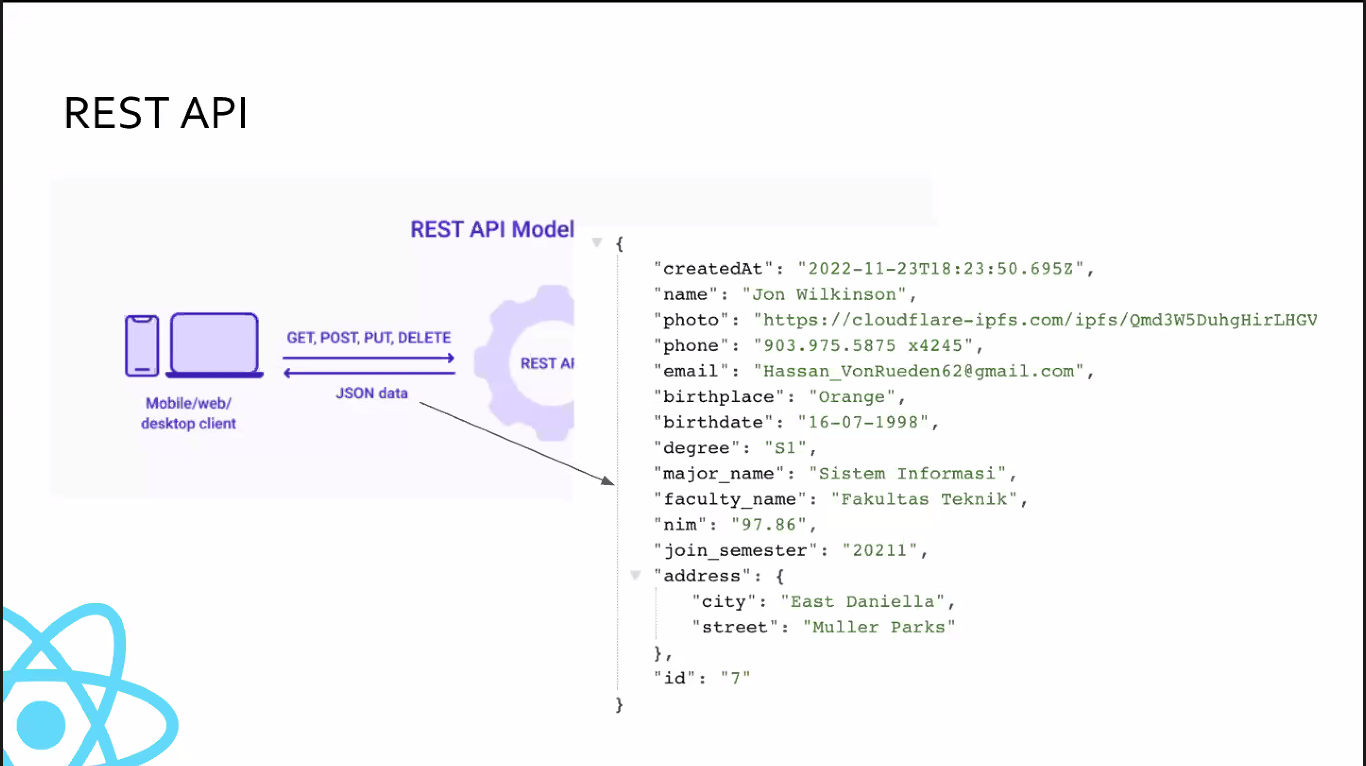 REST API
REST API Model
GET, POST, PUT, DELETE
REST AP
JSON data
Mobile/web/
desktop client
{
"createdAt": "2022-11-23T18:23:50.695Z",
"name": "Jon Wilkinson",
"photo": "https://cloudflare-ipfs.com/ipfs/Qmd3W5DuhgHirLHGV
"phone": "903.975.5875 x4245",
"email": "Hassan_VonRueden62@gmail.com",
"birthplace": "Orange",
"birthdate": "16-07-1998",
"degree": "S1",
"major_name": "Sistem Informasi",
"faculty_name": "Fakultas Teknik",
"nim": "97.86",
"join_semester": "20211",
"address": {
"city": "East Daniella",
"street": "Muller Parks"
},
"id": "7"
}